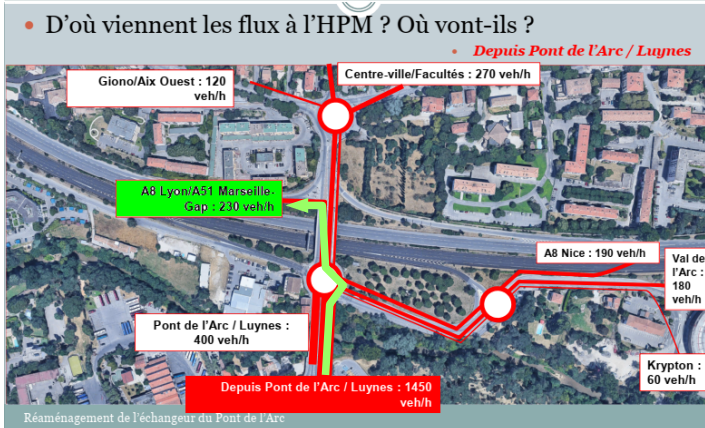 • D'où viennent les flux à l'HPM ? Où vont-ils ?
• Depuis Pont de l'Arc / Luynes
Giono/Aix Ouest : 120
veh/h
Centre-ville/Facultés : 270 veh/h
A8 Lyon/A51 Marseille-
Gap : 230 veh/h
A8 Nice : 190 veh/h
Val de
l'Arc :
180
veh/h
Pont de l'Arc / Luynes :
400 veh/h
Krypton :
60 veh/h
Depuis Pont de l'Arc / Luynes : 1450
veh/h
Réaménagement de l'échangeur du Pont de l'Arc